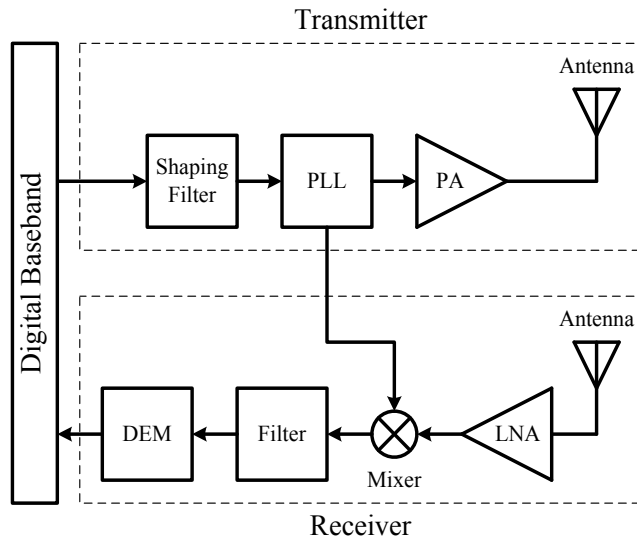 Transmitter
Antenna
Shaping
Filter
PLL
PA
Digital Baseband
Antenna
DEM
Filter
LNA
Mixer
Receiver